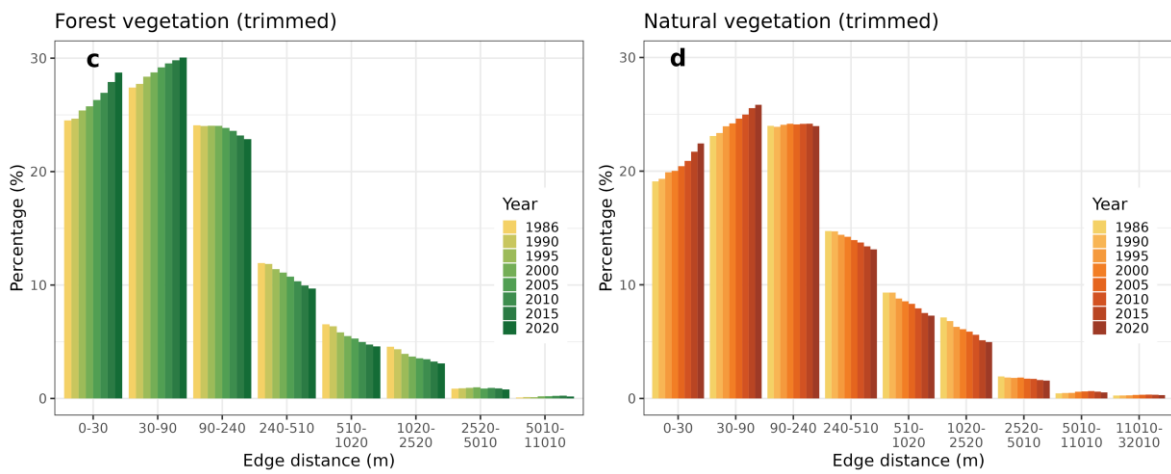 Forest vegetation (trimmed)
c
30
20
10
0
Percentage (%)
Year
1986
1990
1995
2000
2005
2010
2015
2020
0-30 30-90 90-240 240-510 510- 1020- 2520- 5010-
1020 2520 5010 11010
Edge distance (m)
Natural vegetation (trimmed)
d
30
20
10
0
Percentage (%)
Year
1986
1990
1995
2000
2005
2010
2015
2020
0-30 30-90 90-240 240-510 510- 1020- 2520- 5010- 11010-
1020 2520 5010 11010 32010
Edge distance (m)